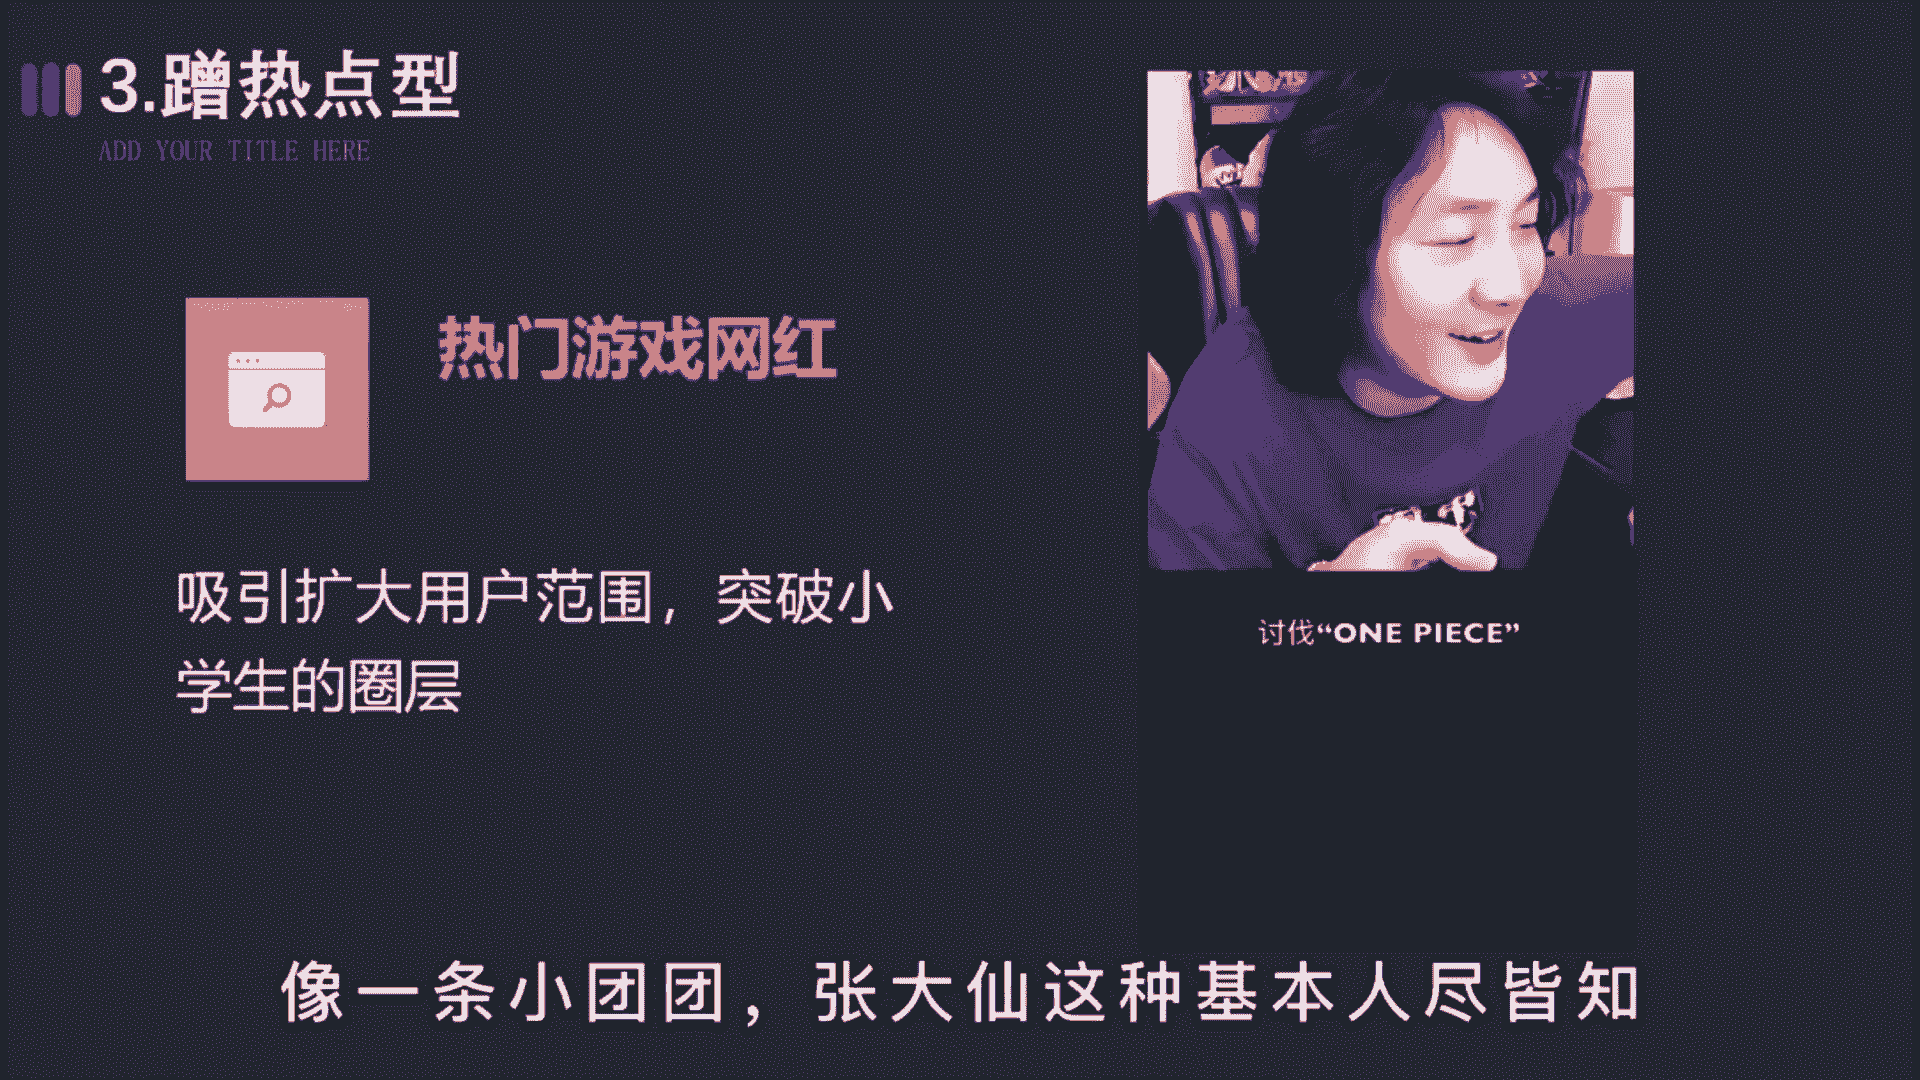 3.蹭热点型
ADD YOUR TITLE HERE
热门游戏网红
吸引扩大用户范围，突破小
学生的圈层
讨伐“ONE PIECE”
像一条小团团，张大仙这种基本人尽皆知